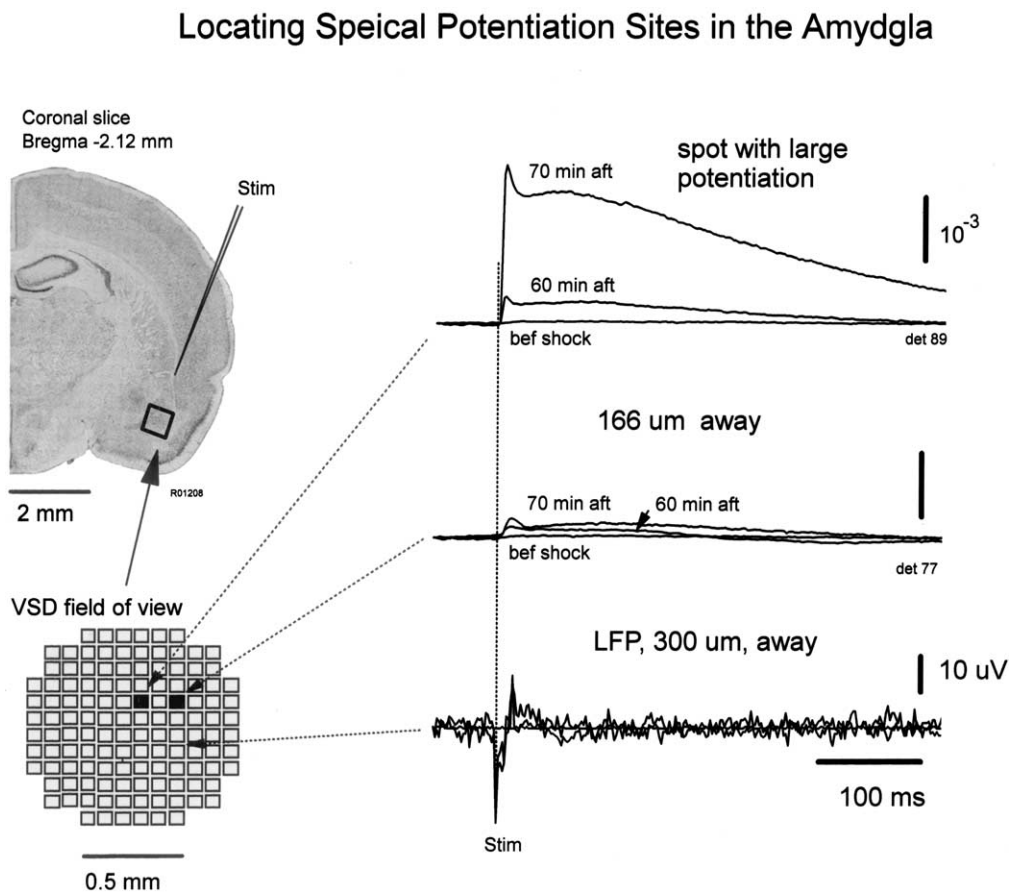 Locating Speical Potentiation Sites in the Amydgla
Coronal slice
Bregma -2.12 mm
Stim
R01208
2 mm
VSD field of view
0.5 mm
spot with large
potentiation
70 min aft
10-3
60 min aft
bef shock
det 89
166 um away
70 min aft
60 min aft
bef shock
det 77
LFP, 300 um, away
10 uV
100 ms
Stim